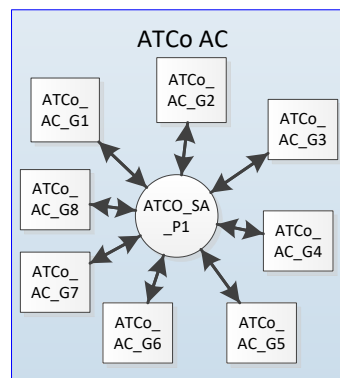 ATCo AC
ATCo_
AC_G1
ATCo_
AC_G2
ATCo_
AC_G3
ATCo_
AC_G8
ATCO_SA
_P1
ATCo_
AC_G4
ATCo_
AC_G7
ATCo_
AC_G6
ATCo_
AC_G5